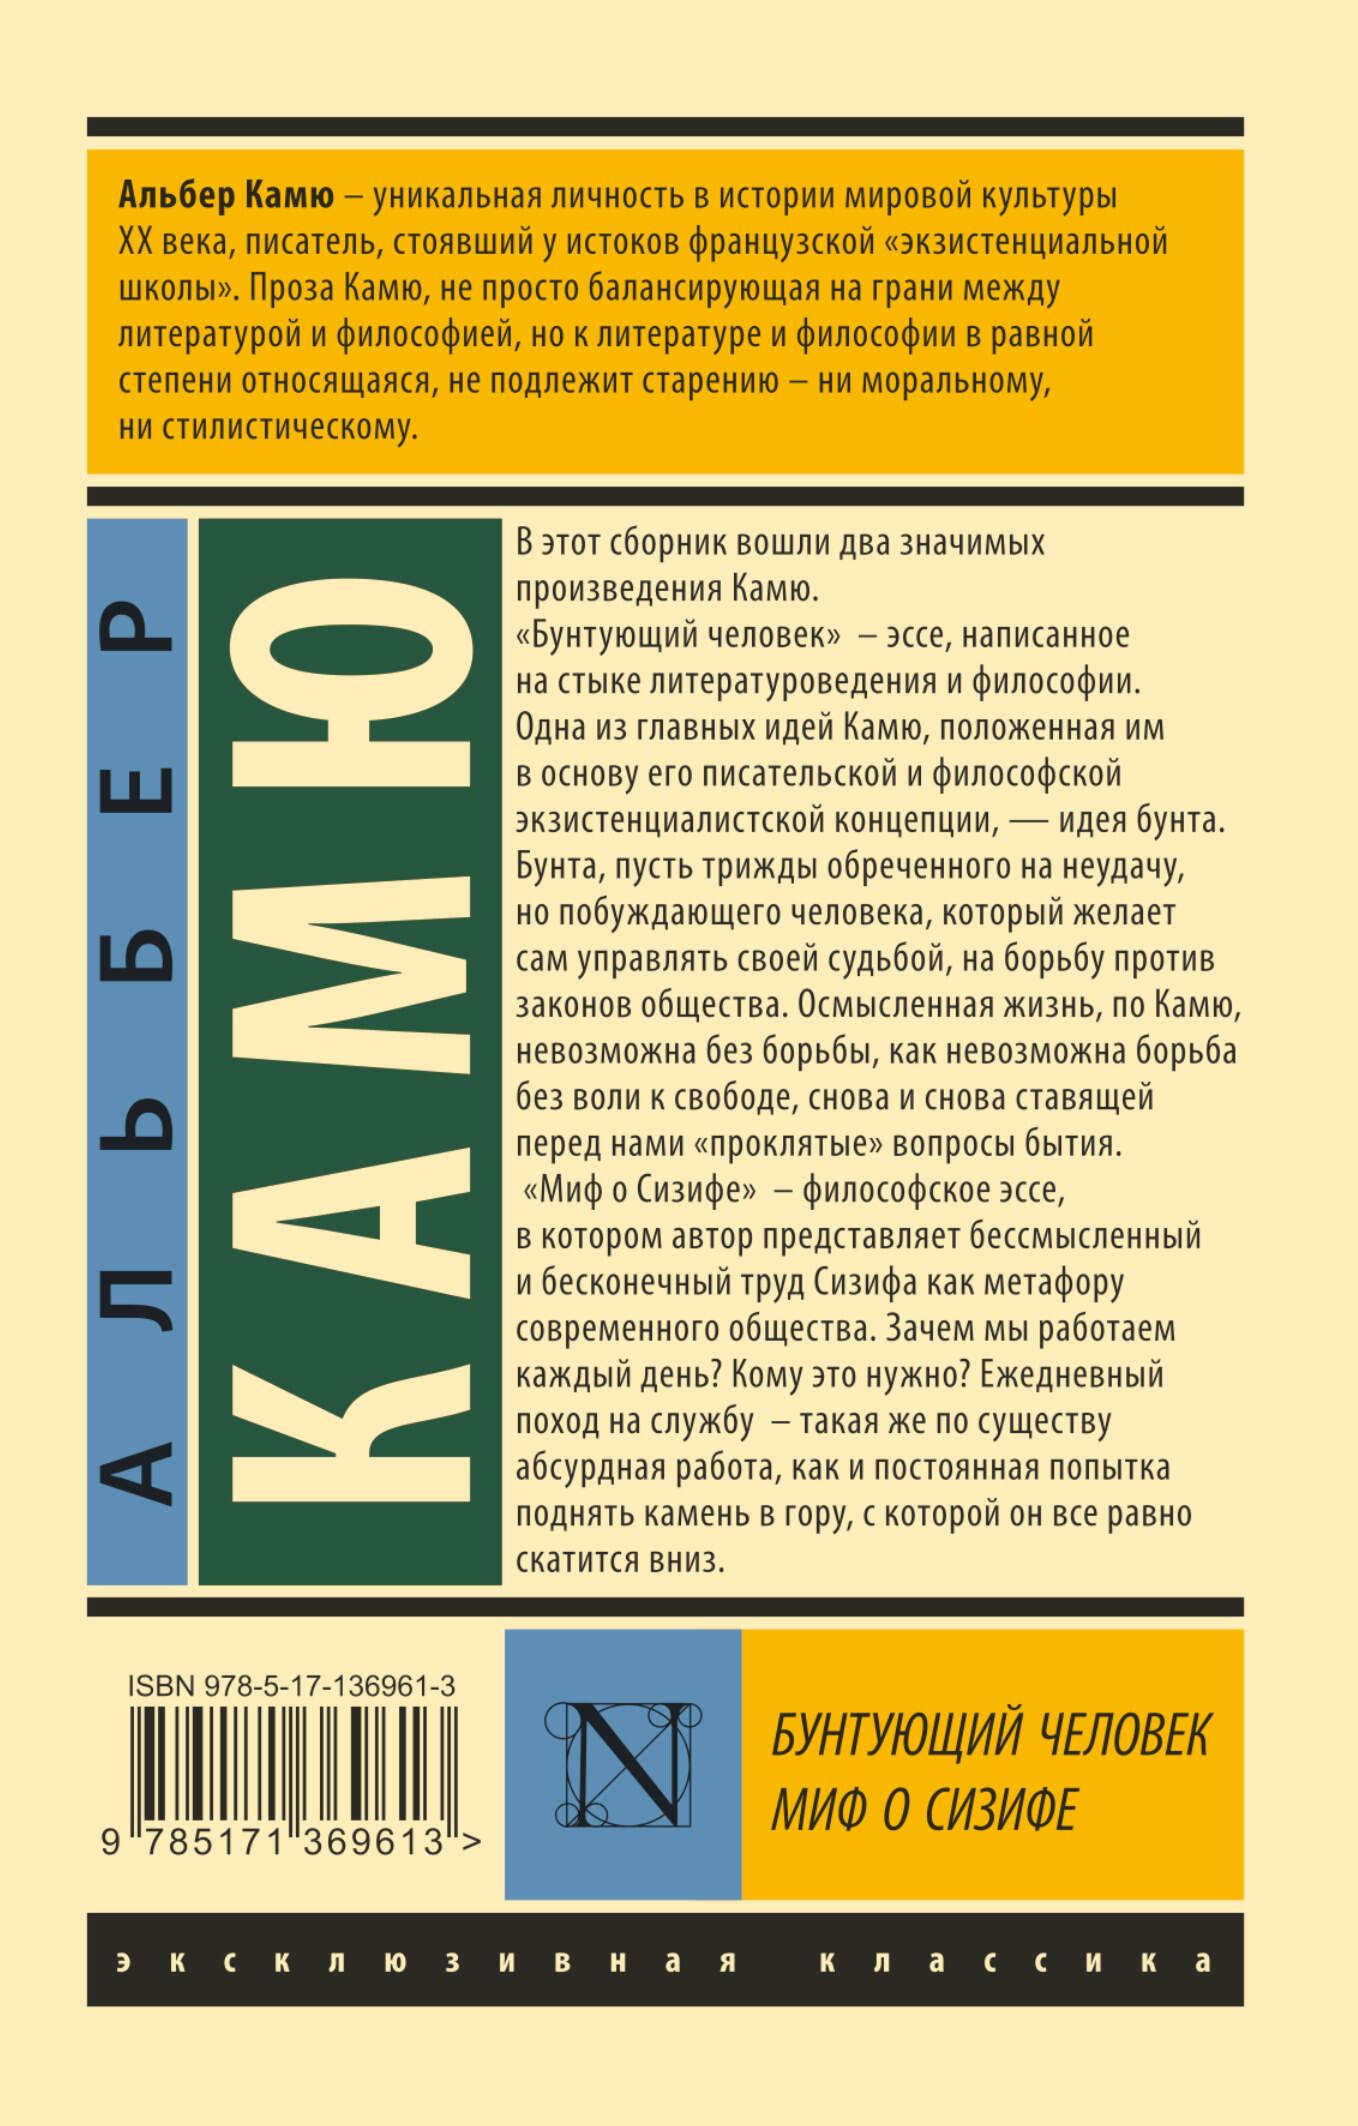 Альбер Камю – уникальная личность в истории мировой культуры
XX века, писатель, стоявший у истоков французской «экзистенциальной
школы». Проза Камю, не просто балансирующая на грани между
литературой и философией, но к литературе и философии в равной
степени относящаяся, не подлежит старению – ни моральному,
ни стилистическому.
АЛЬБЕР
КАМЮ
В этот сборник вошли два значимых
произведения Камю.
«Бунтующий человек» – эссе, написанное
на стыке литературоведения и философии.
Одна из главных идей Камю, положенная им
в основу его писательской и философской
экзистенциалистской концепции, — идея бунта.
Бунта, пусть трижды обреченного на неудачу,
но побуждающего человека, который желает
сам управлять своей судьбой, на борьбу против
законов общества. Осмысленная жизнь, по Камю,
невозможна без борьбы, как невозможна борьба
без воли к свободе, снова и снова ставящей
перед нами «проклятые» вопросы бытия.
«Миф о Сизифе» – философское эссе,
в котором автор представляет бессмысленный
и бесконечный труд Сизифа как метафору
современного общества. Зачем мы работаем
каждый день? Кому это нужно? Ежедневный
поход на службу – такая же по существу
абсурдная работа, как и постоянная попытка
поднять камень в гору, с которой он все равно
скатится вниз.
ISBN 978-5-17-136961-3
9 785171 369613 >
N
БУНТУЮЩИЙ ЧЕЛОВЕК
МИФ О СИЗИФЕ
эксклюзивная классика